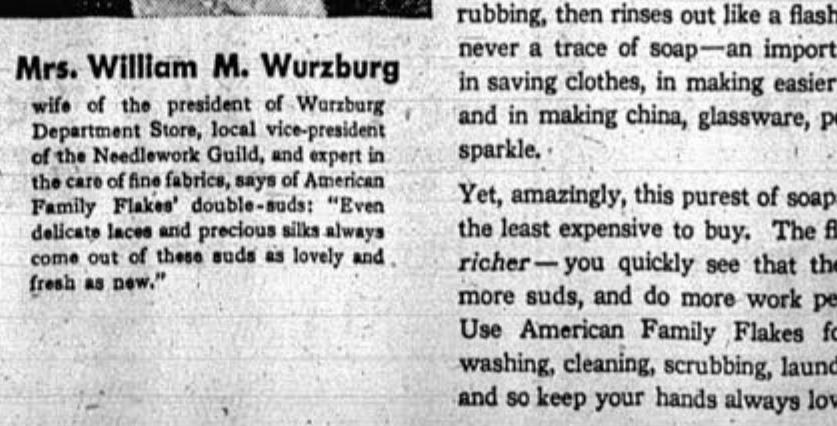 Mrs. William M. Wurzburg
wife of the president of Wurzburg
Department Store, local vice-president
of the Needlework Guild, and expert in
the care of fine fabrics, says of American
Family Flakes' double-suds: "Even
delicate laces and precious silks always
come out of these suds as lovely and
fresh as new."
rubbing, then rinses out like a flash
never a trace of soap—an import
in saving clothes, in making easier
and in making china, glassware, p
sparkle.
Yet, amazingly, this purest of soap
the least expensive to buy. The fl
richer—you quickly see that the
more suds, and do more work pe
Use American Family Flakes fo
washing, cleaning, scrubbing, laund
and so keep your hands always lov